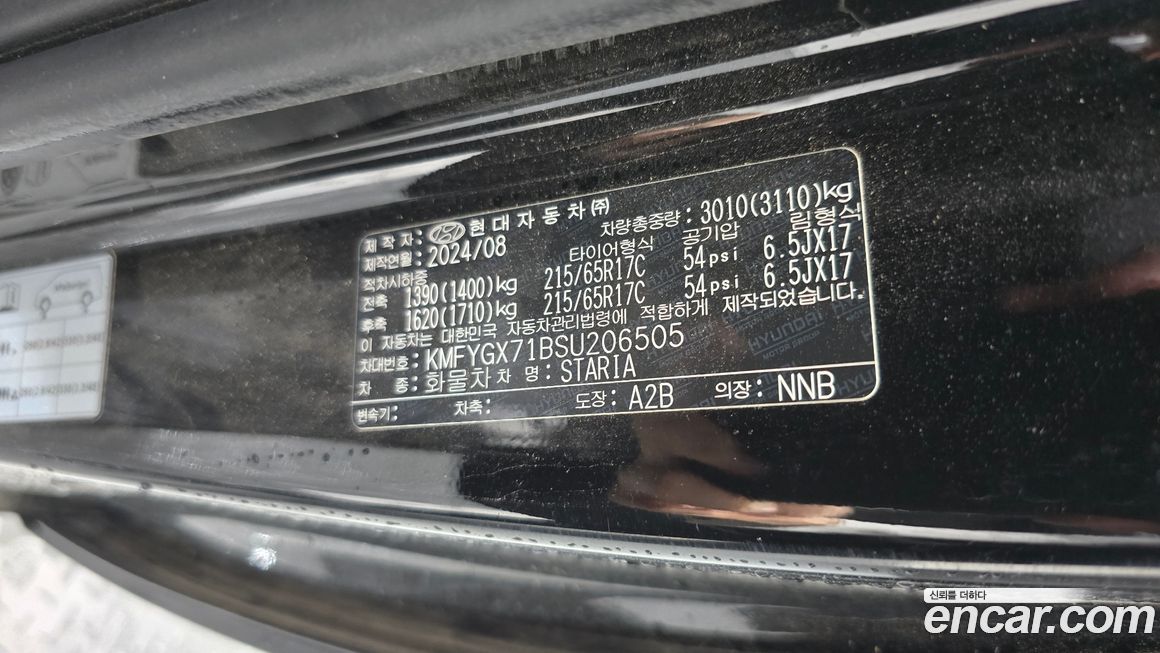 제 작 자: 현대자동차㈜ 차량총중량: 3010(3110)kg
제작연월: 2024/08 타이어형식 공기압 림형식
적차시하중
전축 1390(1400)kg 215/65R17C 54psi 6.5JX17
후축 1620(1710)kg 215/65R17C 54psi 6.5JX17
이 자동차는 대한민국 자동차관리법령에 적합하게 제작되었습니다.
차대번호: KMFYGX71BSU206505
차 종: 화물차 차 명: STARIA
변속기: 차축: 도장: A2B 의장: NNB
HYUNDAI
MOTOR GROUP
신뢰를 더하다
encar.com